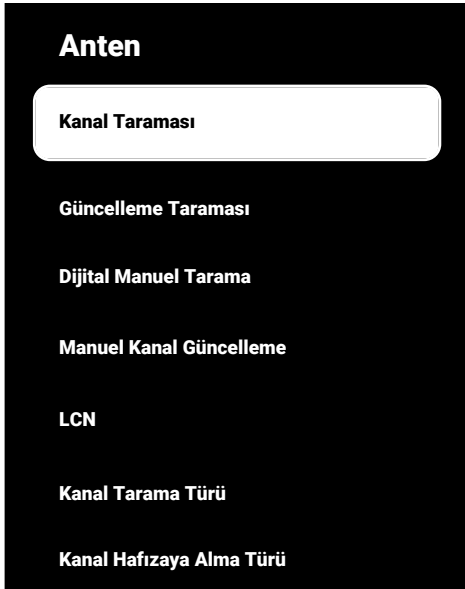 Anten
Kanal Taraması
Güncelleme Taraması
Dijital Manuel Tarama
Manuel Kanal Güncelleme
LCN
Kanal Tarama Türü
Kanal Hafızaya Alma Türü